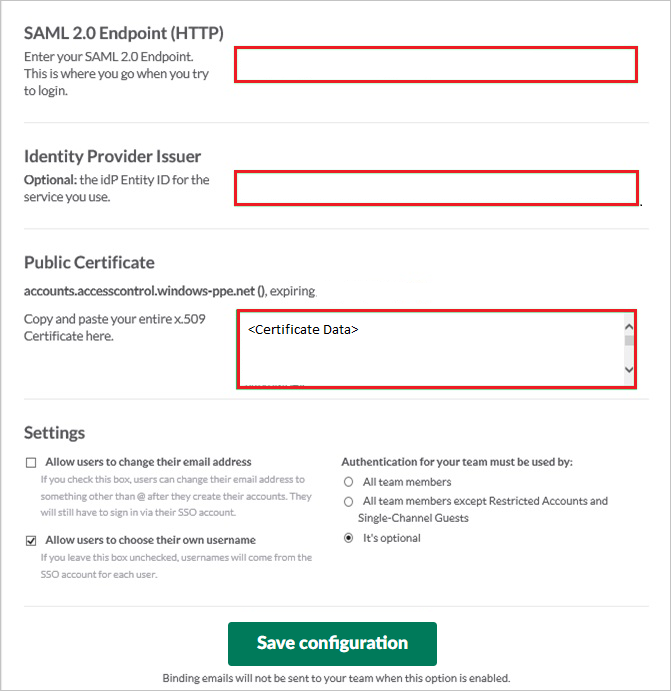 SAML 2.0 Endpoint (HTTP)
Enter your SAML 2.0 Endpoint.
This is where you go when you try
to login.
Identity Provider Issuer
Optional: the idP Entity ID for the
service you use.
.
Public Certificate
accounts.accesscontrol.windows-ppe.net (), expiring
Copy and paste your entire x.509
Certificate here.
<Certificate Data>
Settings
Allow users to change their email address
If you check this box, users can change their email address to
something other than @ after they create their accounts. They
will still have to sign in via their SSO account.
Allow users to choose their own username
If you leave this box unchecked, usernames will come from the
SSO account for each user.
Authentication for your team must be used by:
All team members
All team members except Restricted Accounts and
Single-Channel Guests
It's optional
Save configuration
Binding emails will not be sent to your team when this option is enabled.